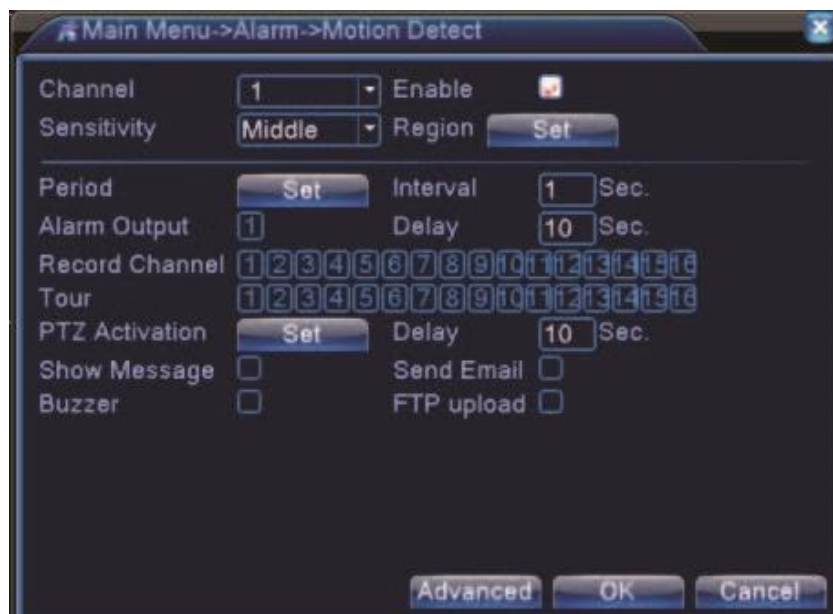 Main Menu->Alarm->Motion Detect
Channel 1 Enable
Sensitivity Middle Region Set
Period Set Interval 1 Sec.
Alarm Output 1 Delay 10 Sec.
Record Channel 1 2 3 4 5 6 7 8 9 10 11 12 13 14 15 16
Tour 1 2 3 4 5 6 7 8 9 10 11 12 13 14 15 16
PTZ Activation Set Delay 10 Sec.
Show Message Send Email
Buzzer FTP upload
Advanced OK Cancel